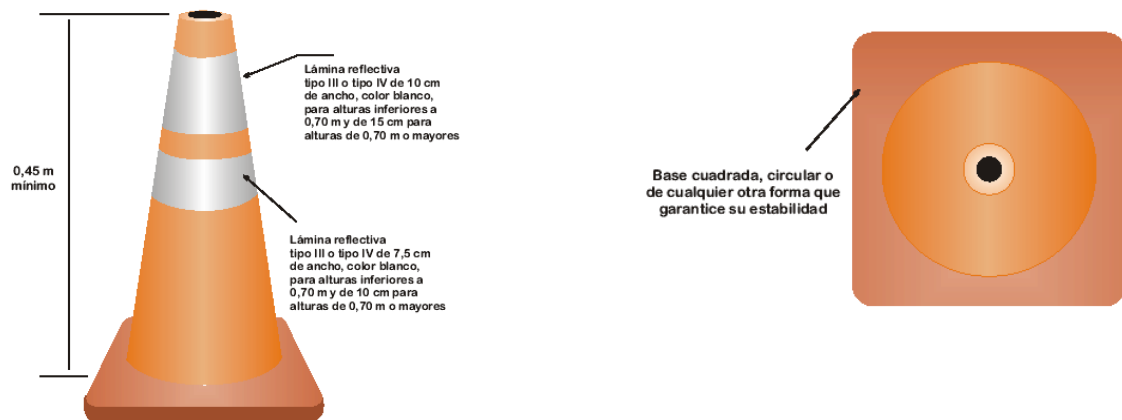 Lámina reflectiva
tipo III o tipo IV de 10 cm
de ancho, color blanco,
para alturas inferiores a
0,70 m y de 15 cm para
alturas de 0,70 m o mayores
0,45 m
mínimo
Lámina reflectiva
tipo III o tipo IV de 7,5 cm
de ancho, color blanco,
para alturas inferiores a
0,70 m y de 10 cm para
alturas de 0,70 m o mayores
Base cuadrada, circular o
de cualquier otra forma que
garantice su estabilidad